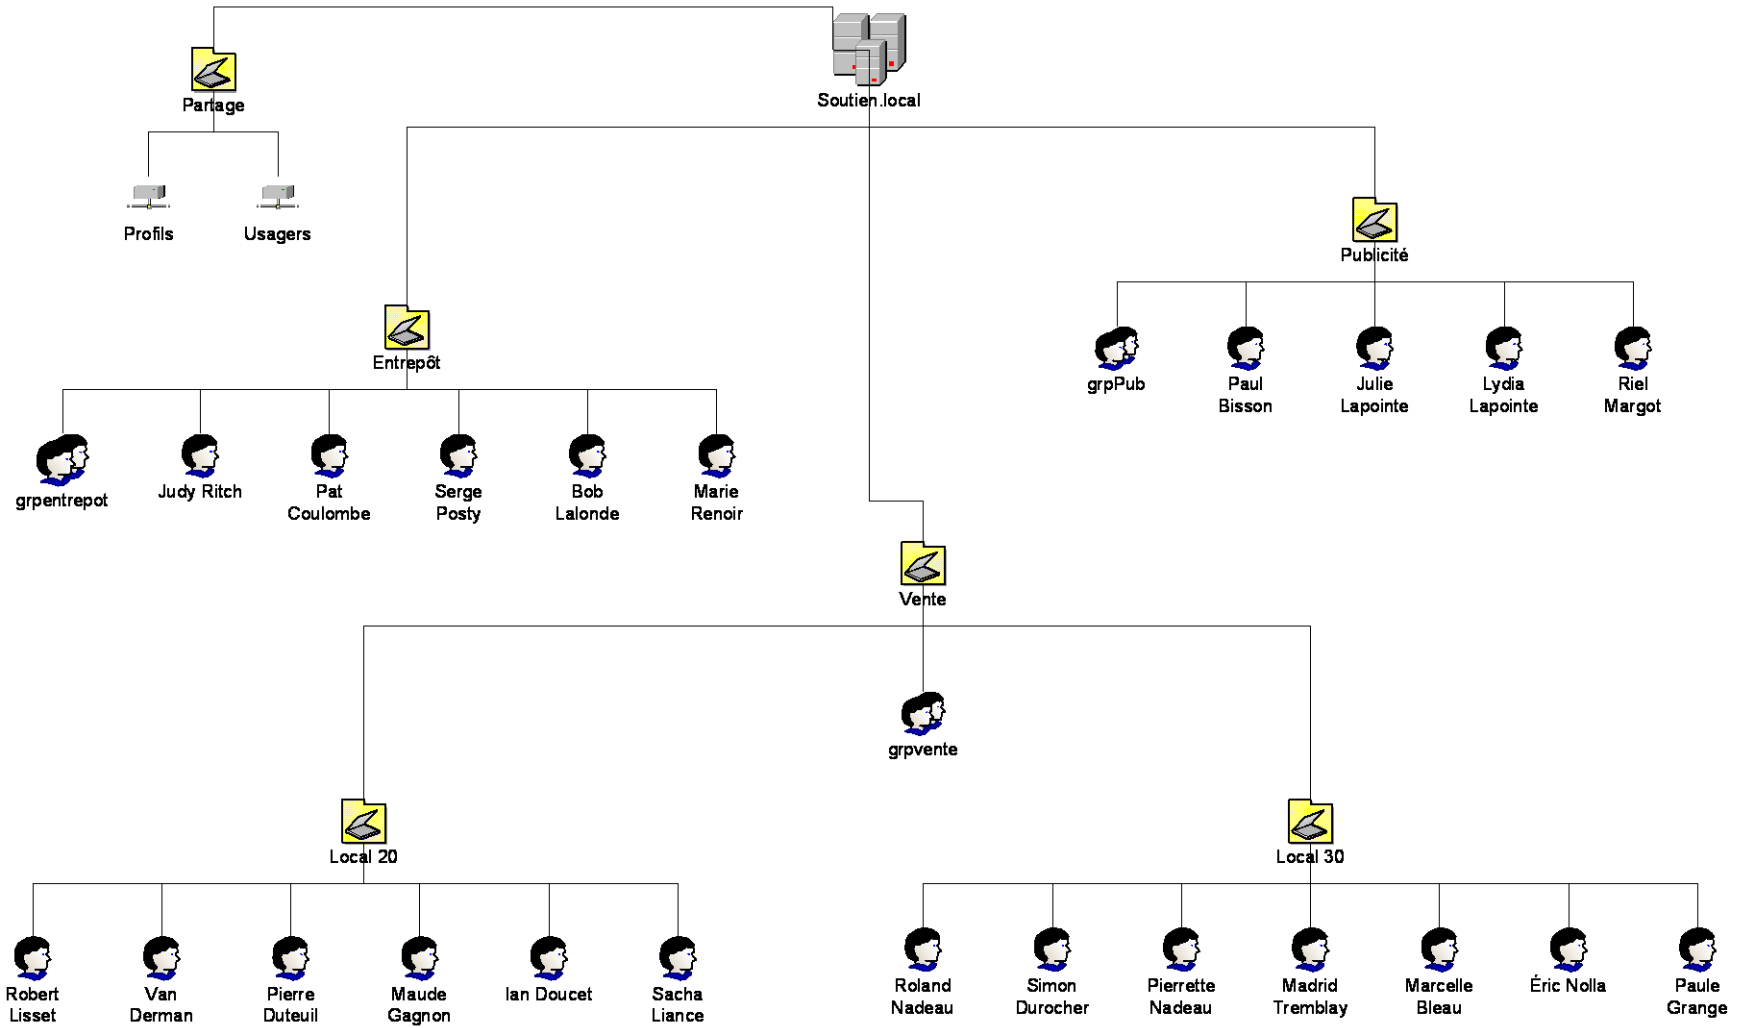 Soutien.local
Partage
Profils
Usagers
Publicité
grpPub
Paul
Bisson
Julie
Lapointe
Lydia
Lapointe
Riel
Margot
Entrepôt
grpentrepot
Judy Ritch
Pat
Coulombe
Serge
Posty
Bob
Lalonde
Marie
Renoir
Vente
grpvente
Local 20
Robert
Lisset
Van
Derman
Pierre
Duteuil
Maude
Gagnon
Ian Doucet
Sacha
Liance
Local 30
Roland
Nadeau
Simon
Durocher
Pierrette
Nadeau
Madrid
Tremblay
Marcelle
Bleau
Éric Nolla
Paule
Grange